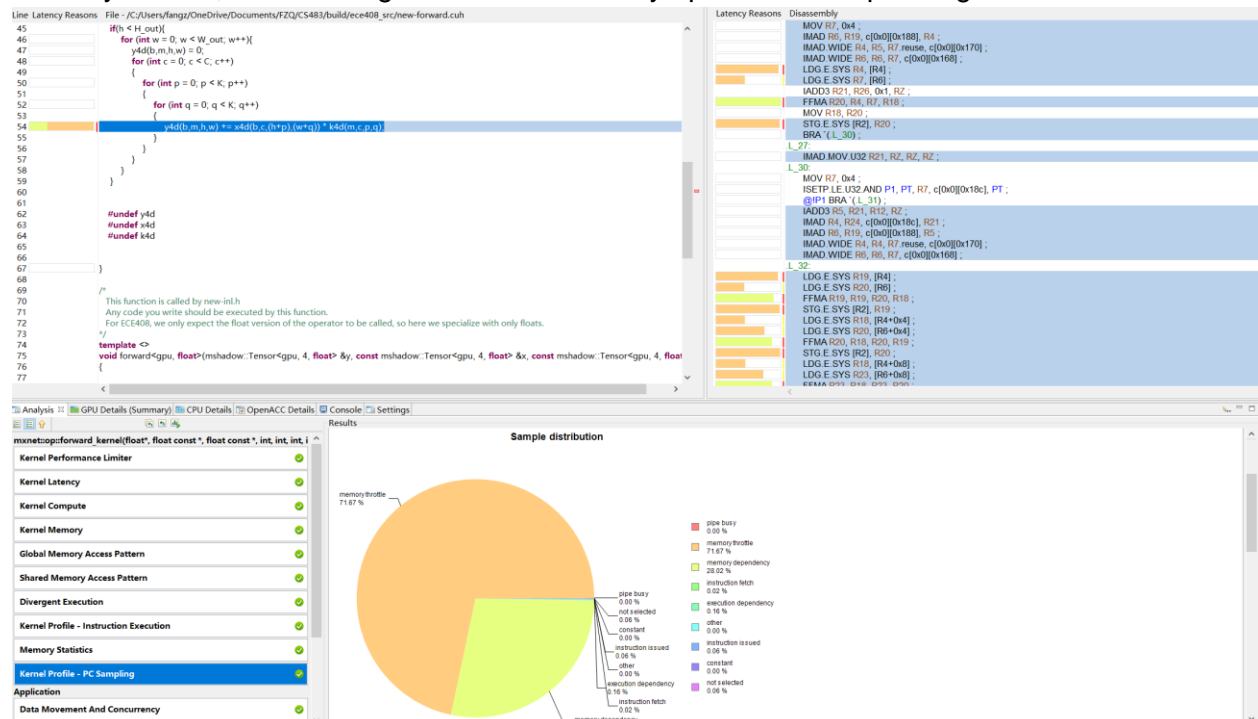 Line Latency Reasons File - /C:/Users/fangz/OneDrive/Documents/FZQ/CS483/build/ece408_src/new-forward.cuh
45 if(h < H_out){
46 for (int w = 0; w < W_out; w++){
47 y4d(b,m,h,w) = 0;
48 for (int c = 0; c < C; c++)
49 {
50 for (int p = 0; p < K; p++)
51 {
52 for (int q = 0; q < K; q++)
53 {
54 y4d(b,m,h,w) += x4d(b,c,(h+p),(w+q)) * k4d(m,c,p,q);
55 }
56 }
57 }
58 }
59 }
60
61
62 #undef y4d
63 #undef x4d
64 #undef k4d
65
66
67 }
68
69 /*
70 This function is called by new-inl.h
71 Any code you write should be executed by this function.
72 For ECE408, we only expect the float version of the operator to be called, so here we specialize with only floats.
73 */
74 template <>
75 void forward<gpu, float>(mshadow::Tensor<gpu, 4, float> &y, const mshadow::Tensor<gpu, 4, float> &x, const mshadow::Tensor<gpu, 4, float
76 {
77
Latency Reasons Disassembly
MOV R7, 0x4 ;
IMAD R6, R19, c[0x0][0x188], R4 ;
IMAD.WIDE R4, R5, R7.reuse, c[0x0][0x170] ;
IMAD.WIDE R6, R6, R7, c[0x0][0x168] ;
LDG.E.SYS R4, [R4] ;
LDG.E.SYS R7, [R6] ;
IADD3 R21, R26, 0x1, RZ ;
FFMA R20, R4, R7, R18 ;
MOV R18, R20 ;
STG.E.SYS [R2], R20 ;
BRA `(.L_30) ;
.L_27:
IMAD.MOV.U32 R21, RZ, RZ, RZ ;
.L_30:
MOV R7, 0x4 ;
ISETP.LE.U32.AND P1, PT, R7, c[0x0][0x18c], PT ;
@!P1 BRA `(.L_31) ;
IADD3 R5, R21, R12, RZ ;
IMAD R4, R24, c[0x0][0x18c], R21 ;
IMAD R6, R19, c[0x0][0x188], R5 ;
IMAD.WIDE R4, R4, R7.reuse, c[0x0][0x170] ;
IMAD.WIDE R6, R6, R7, c[0x0][0x168] ;
.L_32:
LDG.E.SYS R19, [R4] ;
LDG.E.SYS R20, [R6] ;
FFMA R19, R19, R20, R18 ;
STG.E.SYS [R2], R19 ;
LDG.E.SYS R18, [R4+0x4] ;
LDG.E.SYS R20, [R6+0x4] ;
FFMA R20, R18, R20, R19 ;
STG.E.SYS [R2], R20 ;
LDG.E.SYS R18, [R4+0x8] ;
LDG.E.SYS R23, [R6+0x8] ;
FFMA R23, R18, R23, R20 ;
Analysis GPU Details (Summary) CPU Details OpenACC Details Console Settings
mxnet::op::forward_kernel(float*, float const *, float const *, int, int, int, i
Kernel Performance Limiter
Kernel Latency
Kernel Compute
Kernel Memory
Global Memory Access Pattern
Shared Memory Access Pattern
Divergent Execution
Kernel Profile - Instruction Execution
Memory Statistics
Kernel Profile - PC Sampling
Application
Data Movement And Concurrency
Results
Sample distribution
memory throttle
71.67 %
pipe busy
0.00 %
not selected
0.06 %
constant
0.00 %
instruction issued
0.06 %
other
0.00 %
execution dependency
0.16 %
instruction fetch
0.02 %
memory dependency
pipe busy
0.00 %
memory throttle
71.67 %
memory dependency
28.02 %
instruction fetch
0.02 %
execution dependency
0.16 %
other
0.00 %
instruction issued
0.06 %
constant
0.00 %
not selected
0.06 %